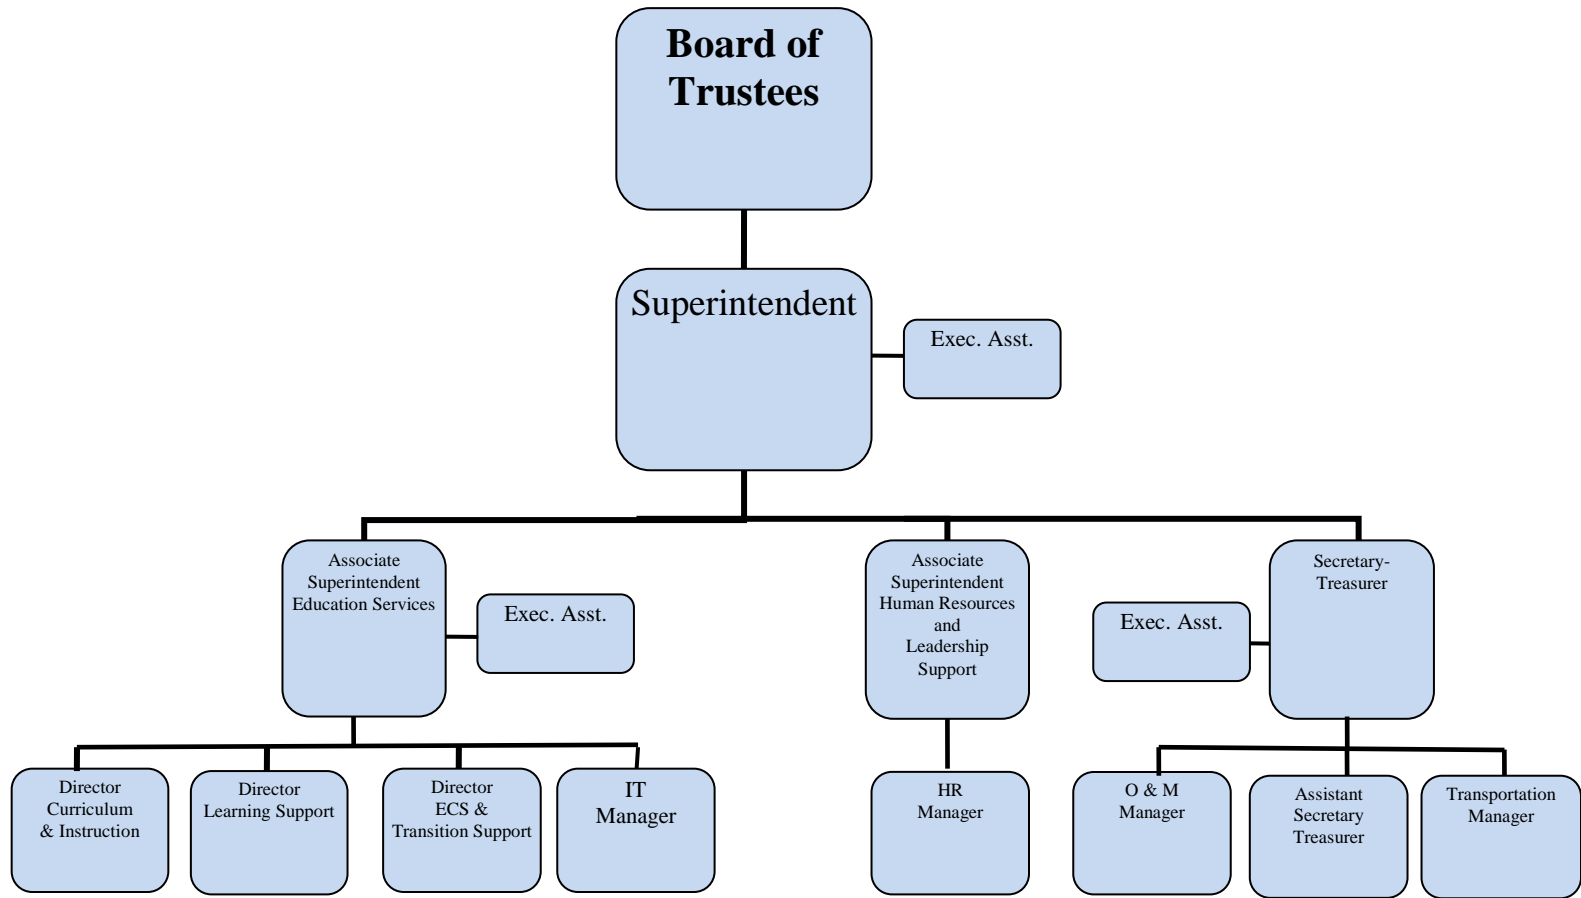 Board of
Trustees
Superintendent
Exec. Asst.
Associate
Superintendent
Education Services
Exec. Asst.
Associate
Superintendent
Human Resources
and
Leadership
Support
Exec. Asst.
Secretary-
Treasurer
Director
Curriculum
& Instruction
Director
Learning Support
Director
ECS &
Transition Support
IT
Manager
HR
Manager
O & M
Manager
Assistant
Secretary
Treasurer
Transportation
Manager